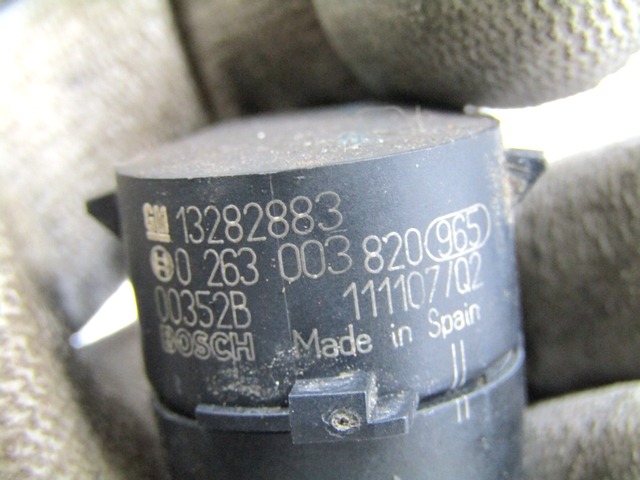 GM 13282883
0 263 003 820 965
00352B 111107/Q2
BOSCH Made in Spain